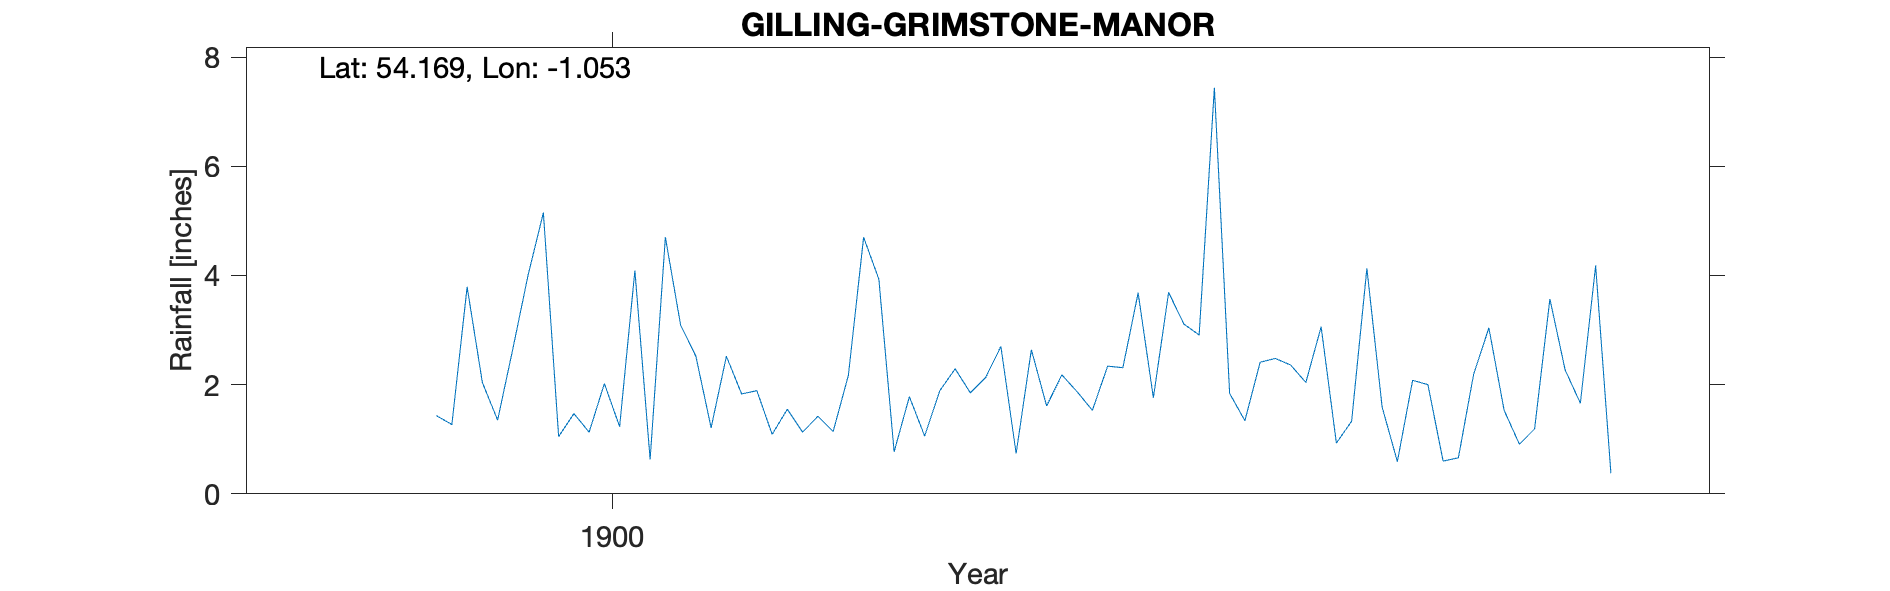 GILLING-GRIMSTONE-MANOR
Lat: 54.169, Lon: -1.053
8
6
4
2
0
Rainfall [inches]
1900
Year